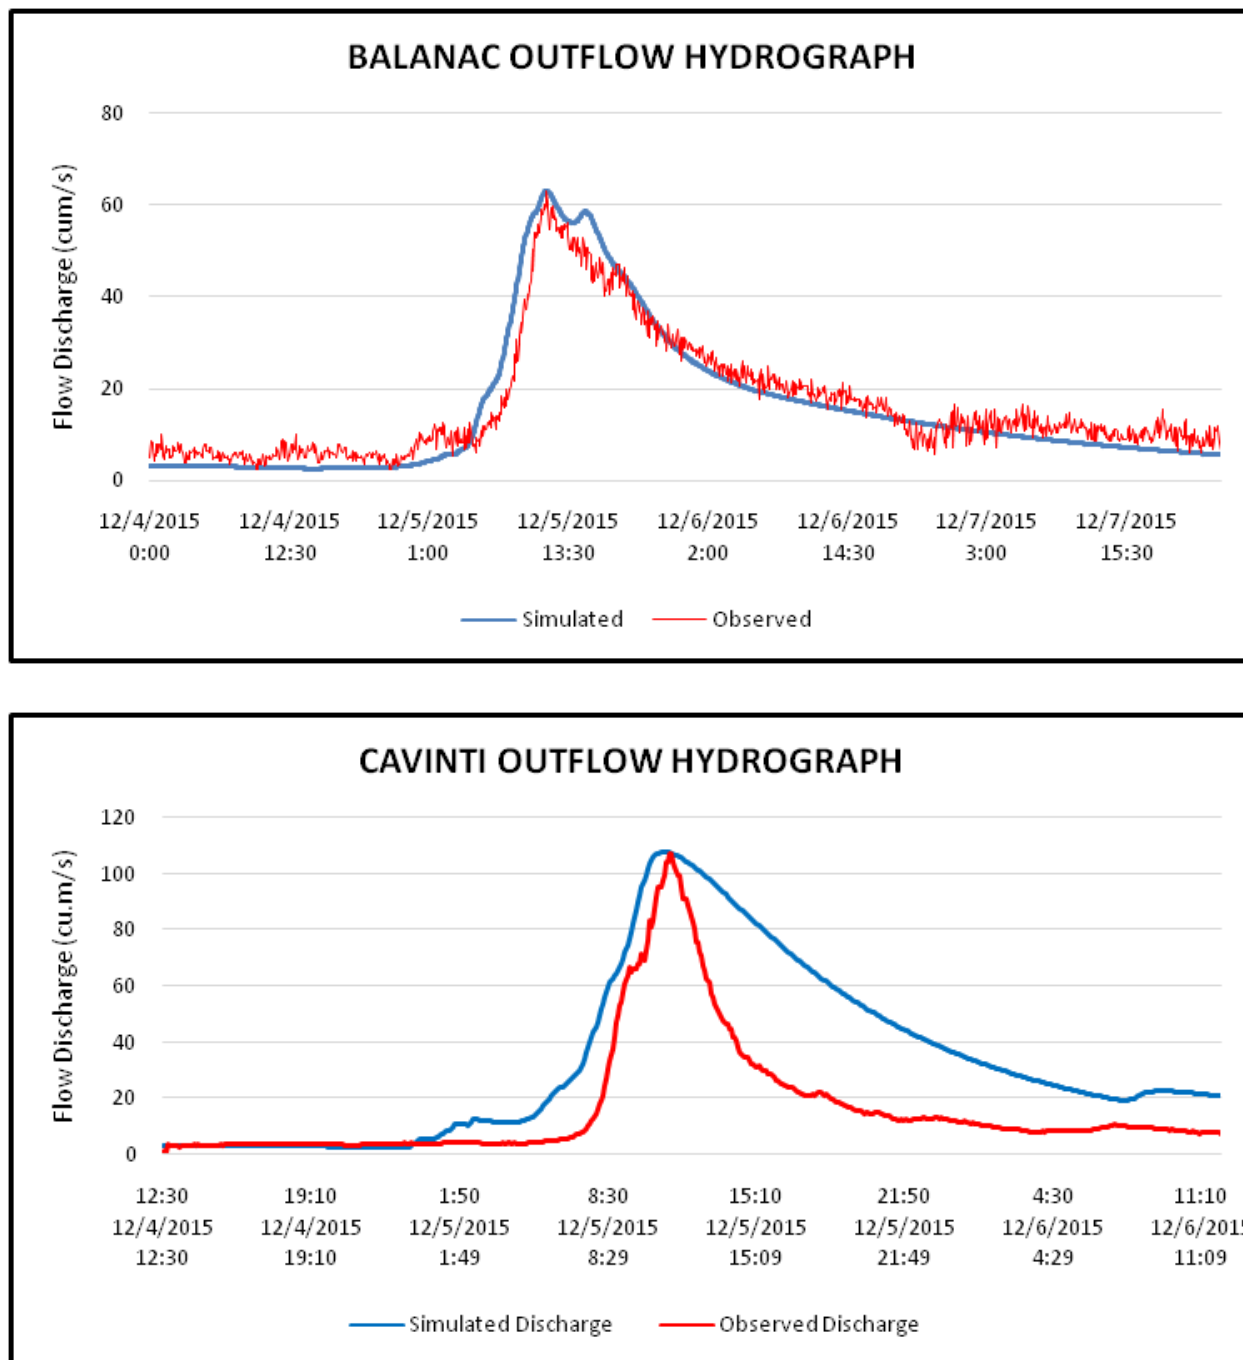 BALANAC OUTFLOW HYDROGRAPH
Flow Discharge (cum/s)
80
60
40
20
0
12/4/2015 12/4/2015 12/5/2015 12/5/2015 12/6/2015 12/6/2015 12/7/2015 12/7/2015
0:00 12:30 1:00 13:30 2:00 14:30 3:00 15:30
Simulated Observed
CAVINTI OUTFLOW HYDROGRAPH
Flow Discharge (cu.m/s)
120
100
80
60
40
20
0
12:30 19:10 1:50 8:30 15:10 21:50 4:30 11:10
12/4/2015 12/4/2015 12/5/2015 12/5/2015 12/5/2015 12/5/2015 12/6/2015 12/6/2015
12:30 19:10 1:49 8:29 15:09 21:49 4:29 11:09
Simulated Discharge Observed Discharge